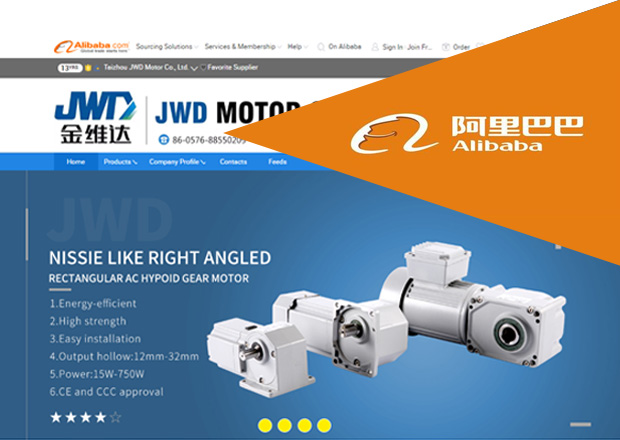 Alibaba.com
Global trade starts here
Sourcing Solutions Services & Membership Help On Alibaba Sign In Join Fr... Order
13YRS Taizhou JWD Motor Co., Ltd. Favorite Supplier
JWD
金维达
JWD MOTOR
86-0576-88550205
Home Products Company Profile Contacts Feeds
阿里巴巴
Alibaba
JWD
NISSIE LIKE RIGHT ANGLED
RECTANGULAR AC HYPOID GEAR MOTOR
1.Energy-efficient
2.High strength
3.Easy installation
4.Output hollow:12mm-32mm
5.Power:15W-750W
6.CE and CCC approval